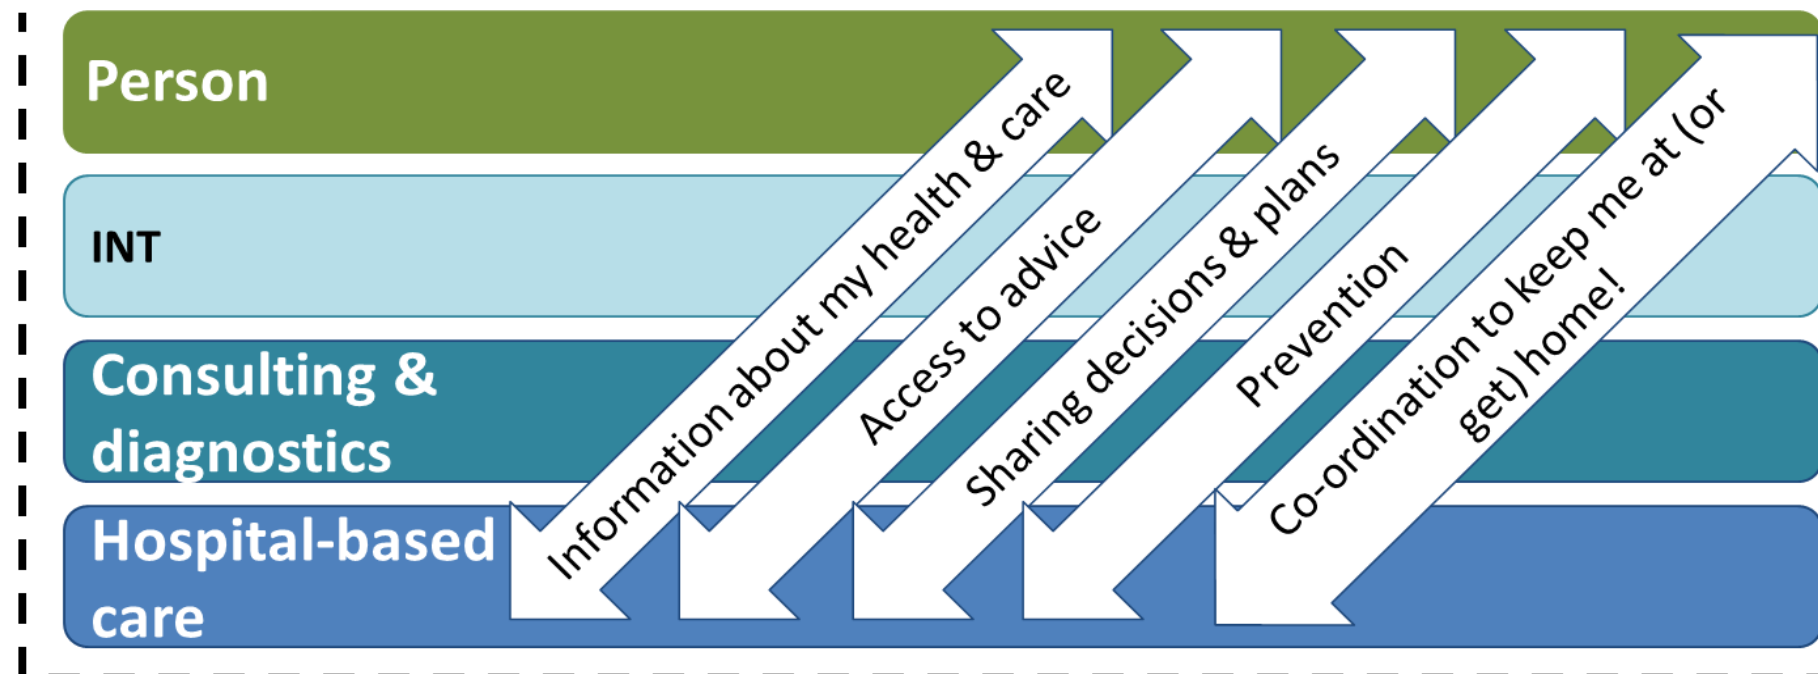 Person
INT
Consulting &
diagnostics
Hospital-based
care
Information about my health & care
Access to advice
Sharing decisions & plans
Prevention
Co-ordination to keep me at (or
get) home!